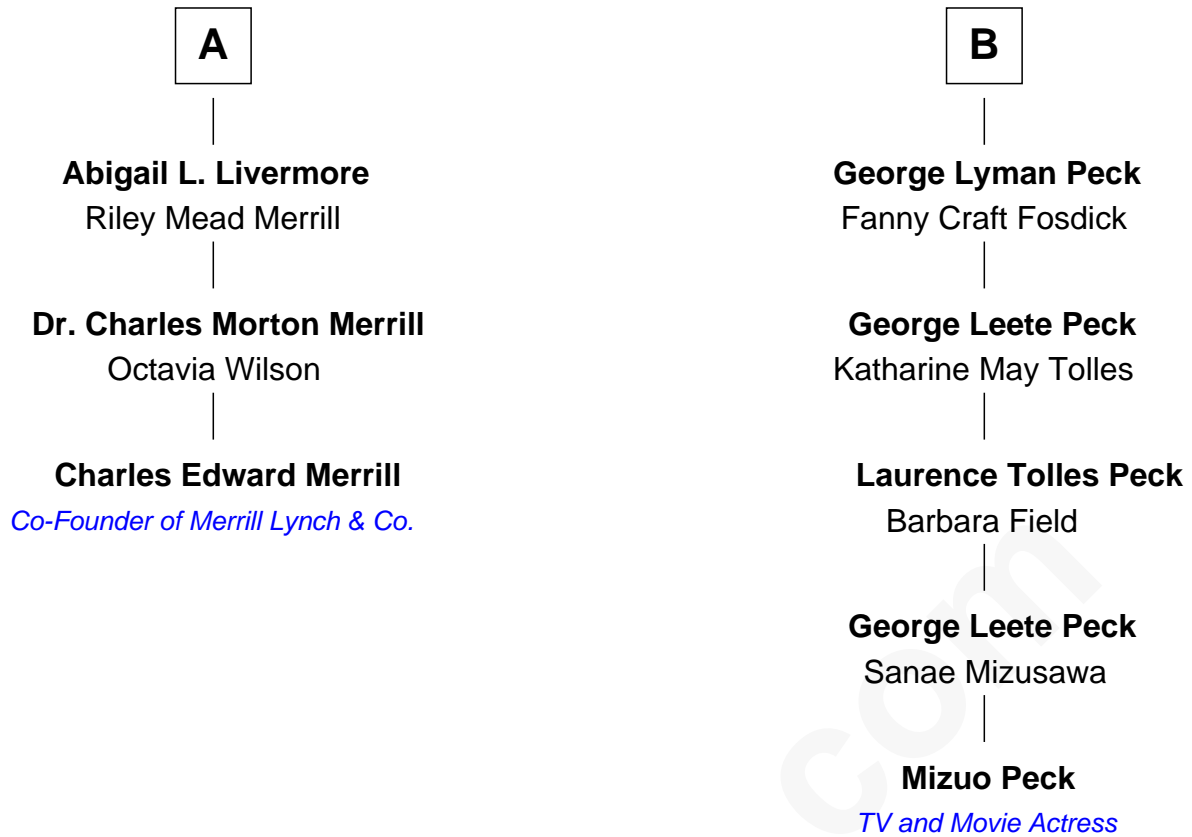 A
Abigail L. Livermore
Riley Mead Merrill
Dr. Charles Morton Merrill
Octavia Wilson
Charles Edward Merrill
Co-Founder of Merrill Lynch & Co.
B
George Lyman Peck
Fanny Craft Fosdick
George Leete Peck
Katharine May Tolles
Laurence Tolles Peck
Barbara Field
George Leete Peck
Sanae Mizusawa
Mizuo Peck
TV and Movie Actress
com